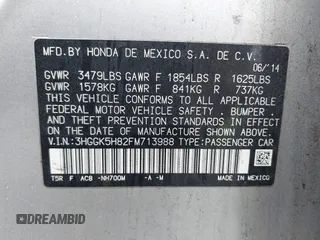 MFD.BY HONDA DE MEXICO S.A. DE C.V.
06/'14
GVWR 3479LBS GAWR F 1854LBS R 1625LBS
GVWR 1578KG GAWR F 841KG R 737KG
THIS VEHICLE CONFORMS TO ALL APPLICABLE
FEDERAL MOTOR VEHICLE SAFETY, BUMPER, AND
THEFT PREVENTION STANDARDS IN EFFECT ON
THE DATE OF MANUFACTURE SHOWN ABOVE.
V.I.N:3HGGK5H82FM713988 TYPE:PASSENGER CAR
T5R F AC8 -NH700M -A -M MADE IN MEXICO
© DREAMBID